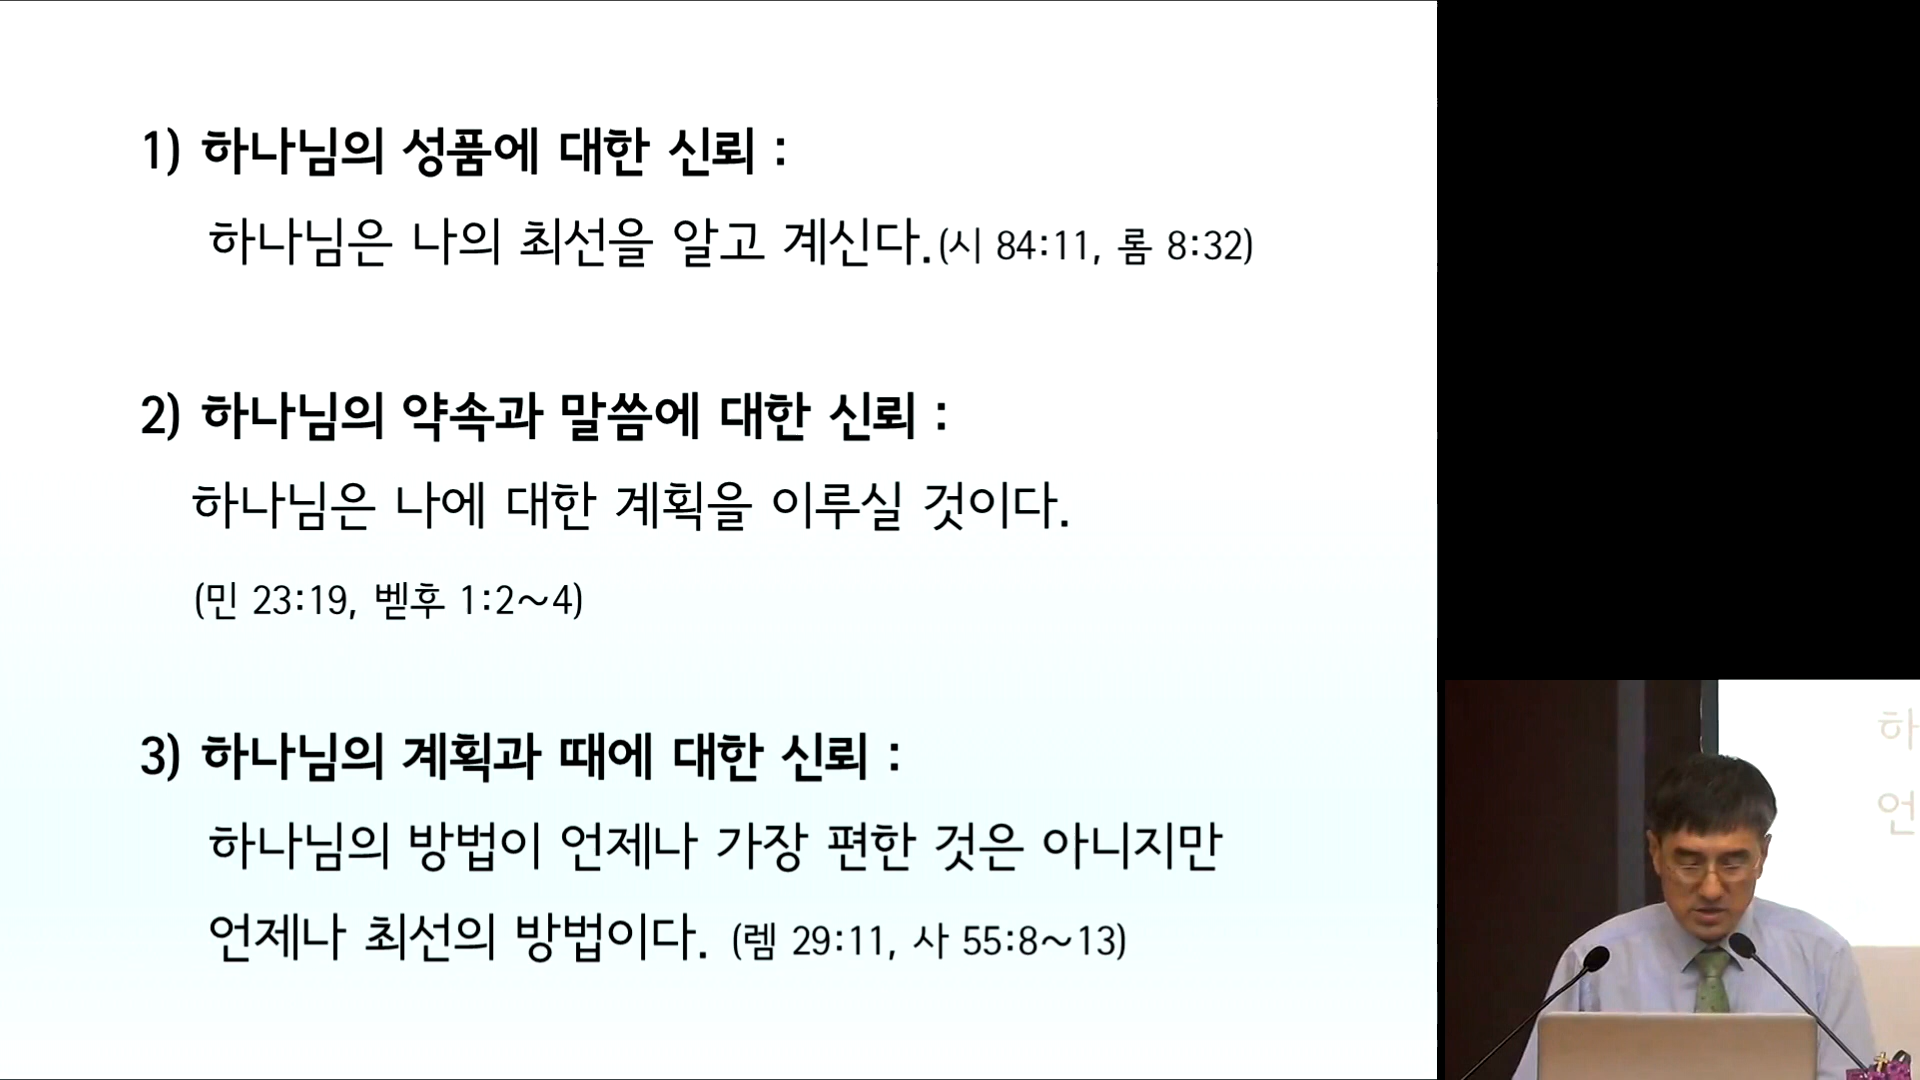 1) 하나님의 성품에 대한 신뢰 :
하나님은 나의 최선을 알고 계신다.(시 84:11, 롬 8:32)
2) 하나님의 약속과 말씀에 대한 신뢰 :
하나님은 나에 대한 계획을 이루실 것이다.
(민 23:19, 벧후 1:2~4)
3) 하나님의 계획과 때에 대한 신뢰 :
하나님의 방법이 언제나 가장 편한 것은 아니지만
언제나 최선의 방법이다. (렘 29:11, 사 55:8~13)
하
언